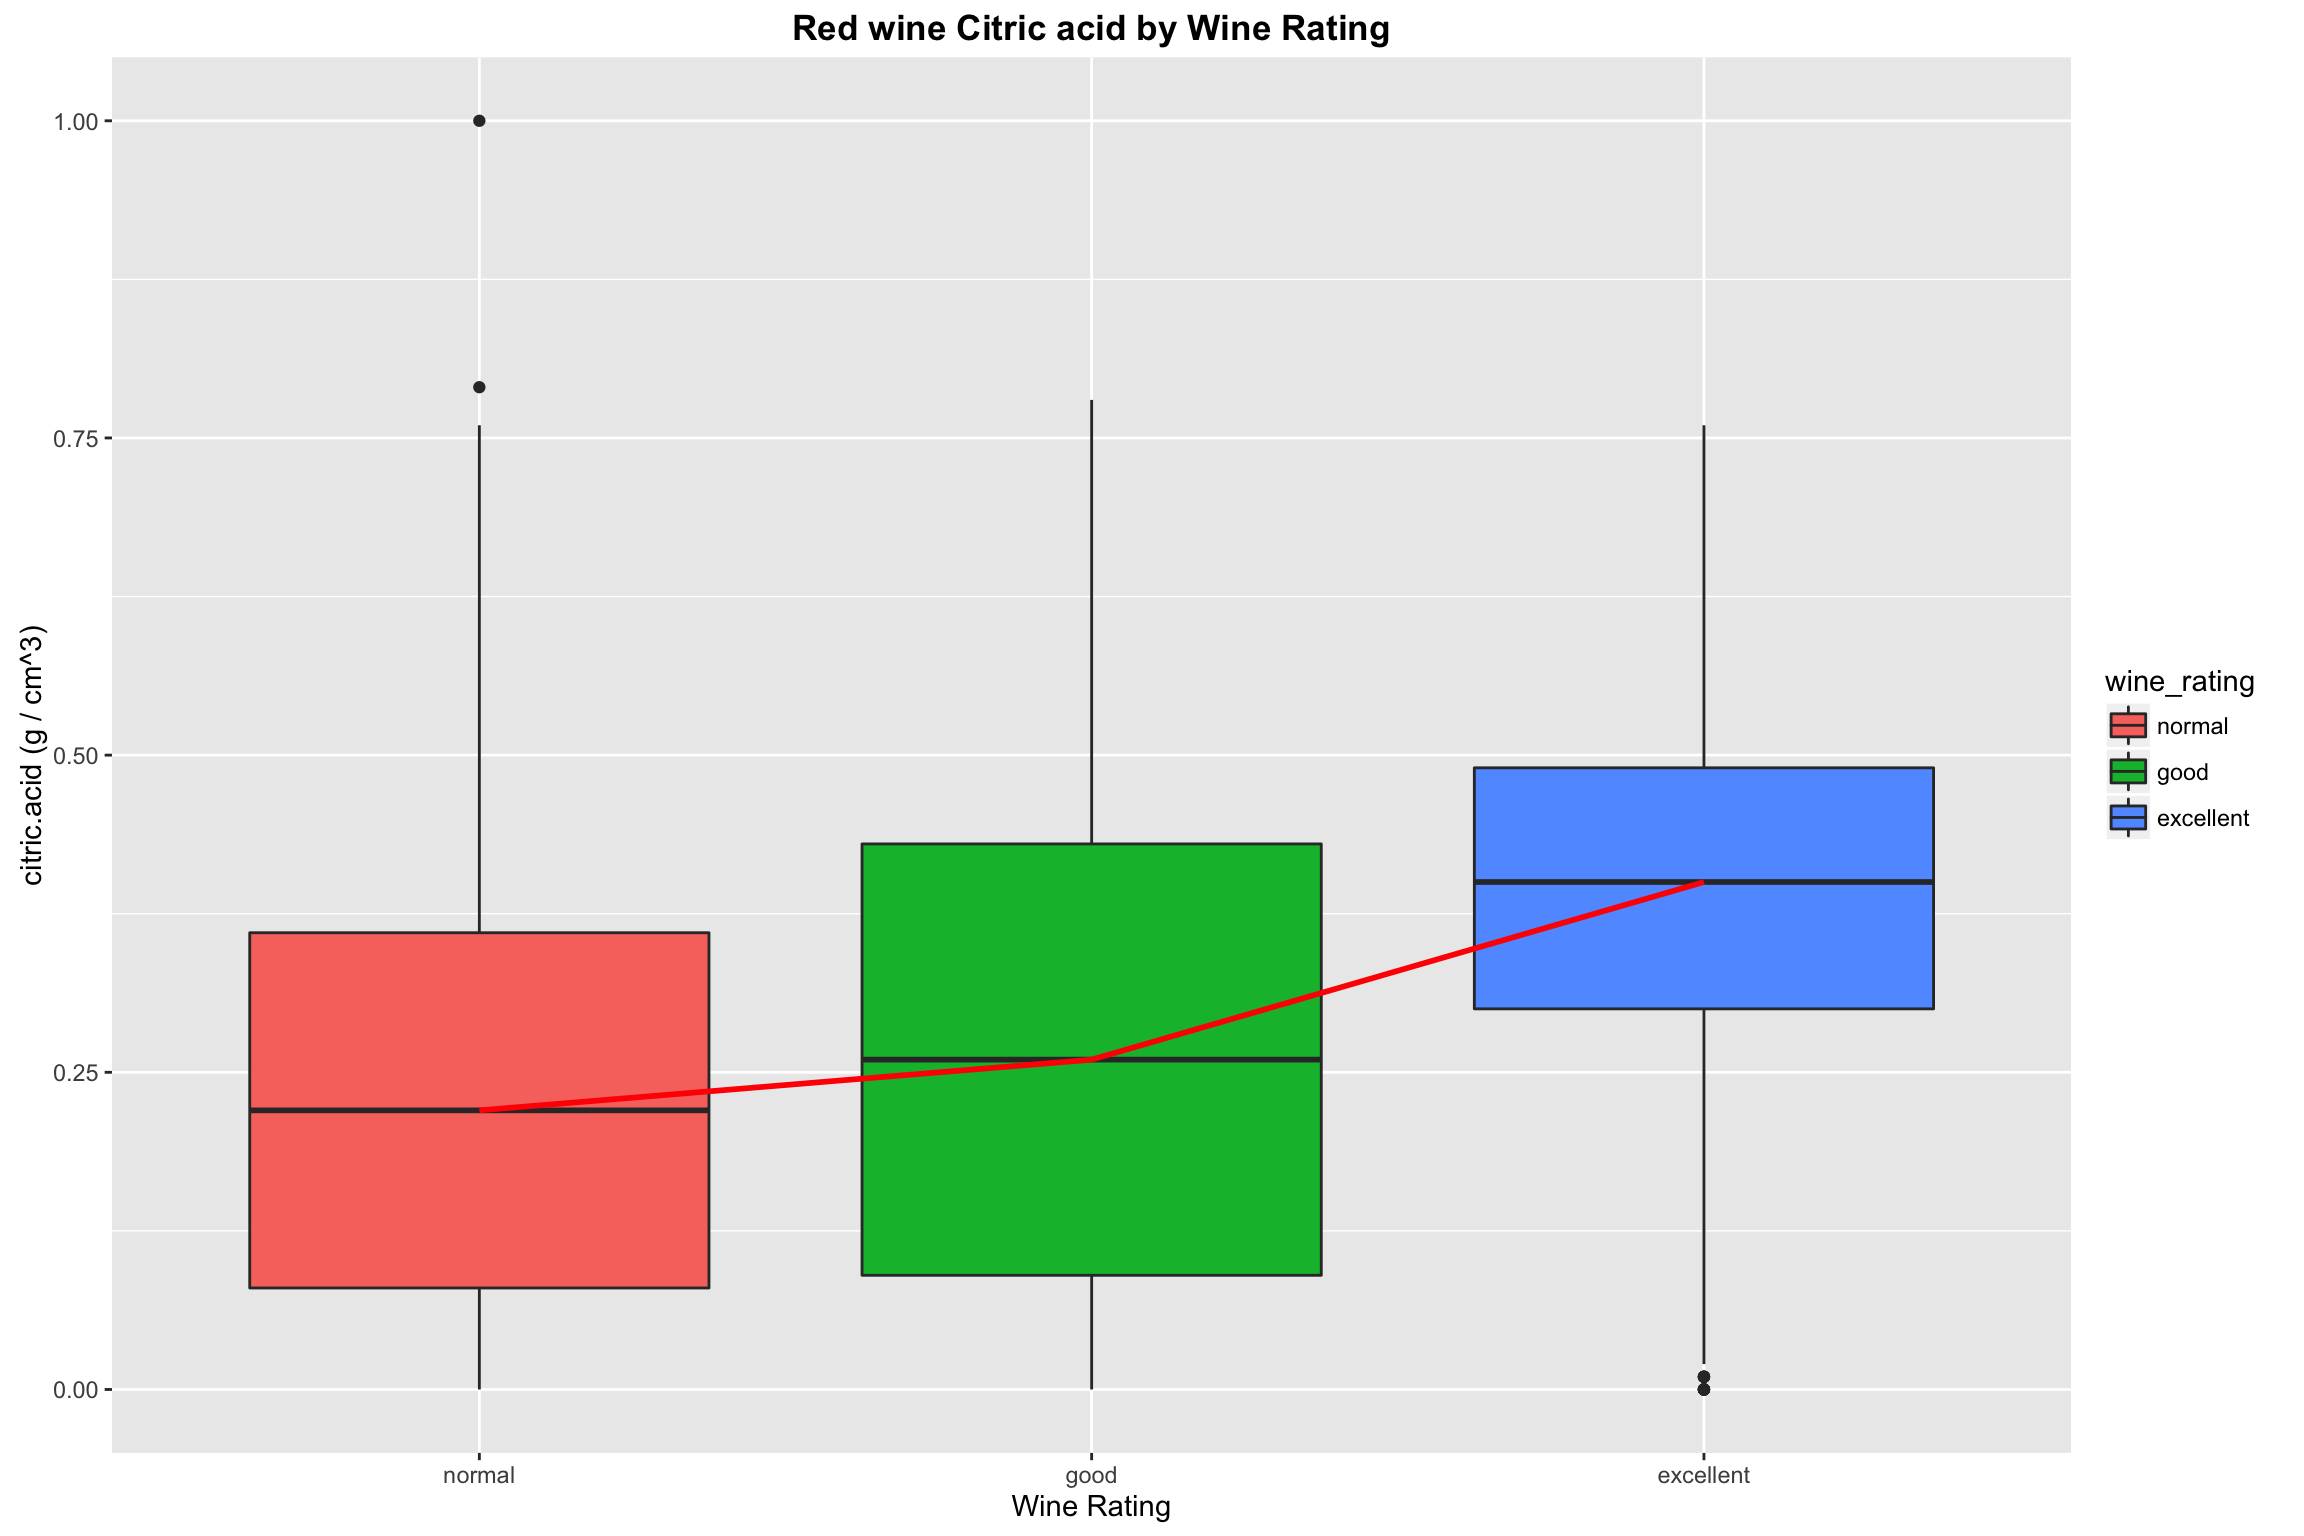 Red wine Citric acid by Wine Rating
citric.acid (g / cm^3)
1.00
0.75
0.50
0.25
0.00
normal
good
excellent
Wine Rating
wine_rating
normal
good
excellent